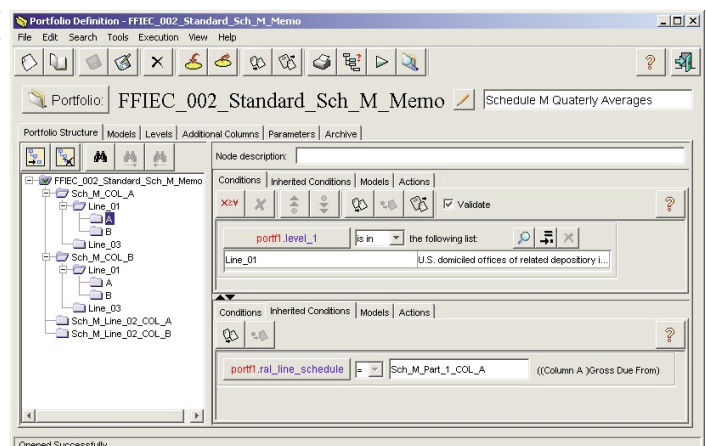 Portfolio Definition - FFIEC_002_Standard_Sch_M_Memo
File Edit Search Tools Execution View Help
Portfolio: FFIEC_002_Standard_Sch_M_Memo Schedule M Quaterly Averages
Portfolio Structure Models Levels Additional Columns Parameters Archive
Node description:
FFIEC_002_Standard_Sch_M_Memo
Sch_M_COL_A
Line_01
A
B
Line_03
Sch_M_COL_B
Line_01
A
B
Line_03
Sch_M_Line_02_COL_A
Sch_M_Line_02_COL_B
Conditions Inherited Conditions Models Actions
X≥Y Validate
portf1.level_1 is in the following list:
Line_01 U.S. domiciled offices of related depositiory i...
Conditions Inherited Conditions Models Actions
portf1.ral_line_schedule = Sch_M_Part_1_COL_A ((Column A )Gross Due From)
Opened Successfully